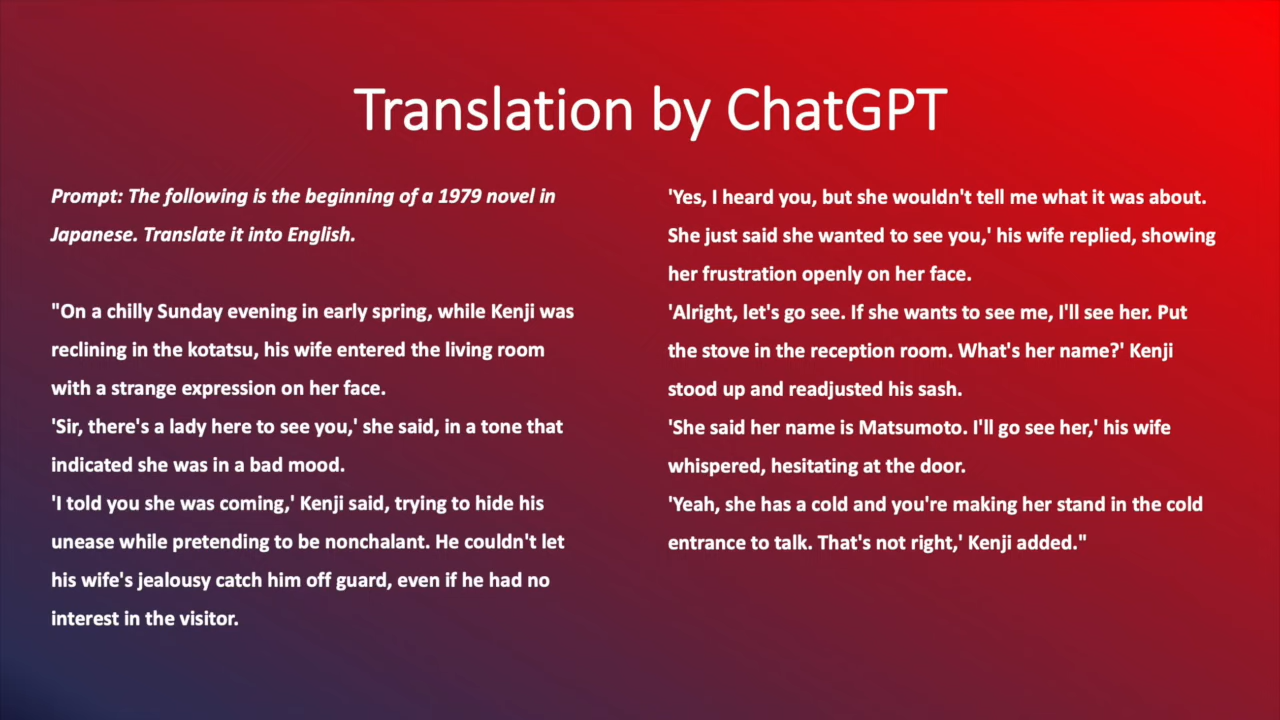 Translation by ChatGPT
Prompt: The following is the beginning of a 1979 novel in
Japanese. Translate it into English.
"On a chilly Sunday evening in early spring, while Kenji was
reclining in the kotatsu, his wife entered the living room
with a strange expression on her face.
'Sir, there's a lady here to see you,' she said, in a tone that
indicated she was in a bad mood.
'I told you she was coming,' Kenji said, trying to hide his
unease while pretending to be nonchalant. He couldn't let
his wife's jealousy catch him off guard, even if he had no
interest in the visitor.
'Yes, I heard you, but she wouldn't tell me what it was about.
She just said she wanted to see you,' his wife replied, showing
her frustration openly on her face.
'Alright, let's go see. If she wants to see me, I'll see her. Put
the stove in the reception room. What's her name?' Kenji
stood up and readjusted his sash.
'She said her name is Matsumoto. I'll go see her,' his wife
whispered, hesitating at the door.
'Yeah, she has a cold and you're making her stand in the cold
entrance to talk. That's not right,' Kenji added."